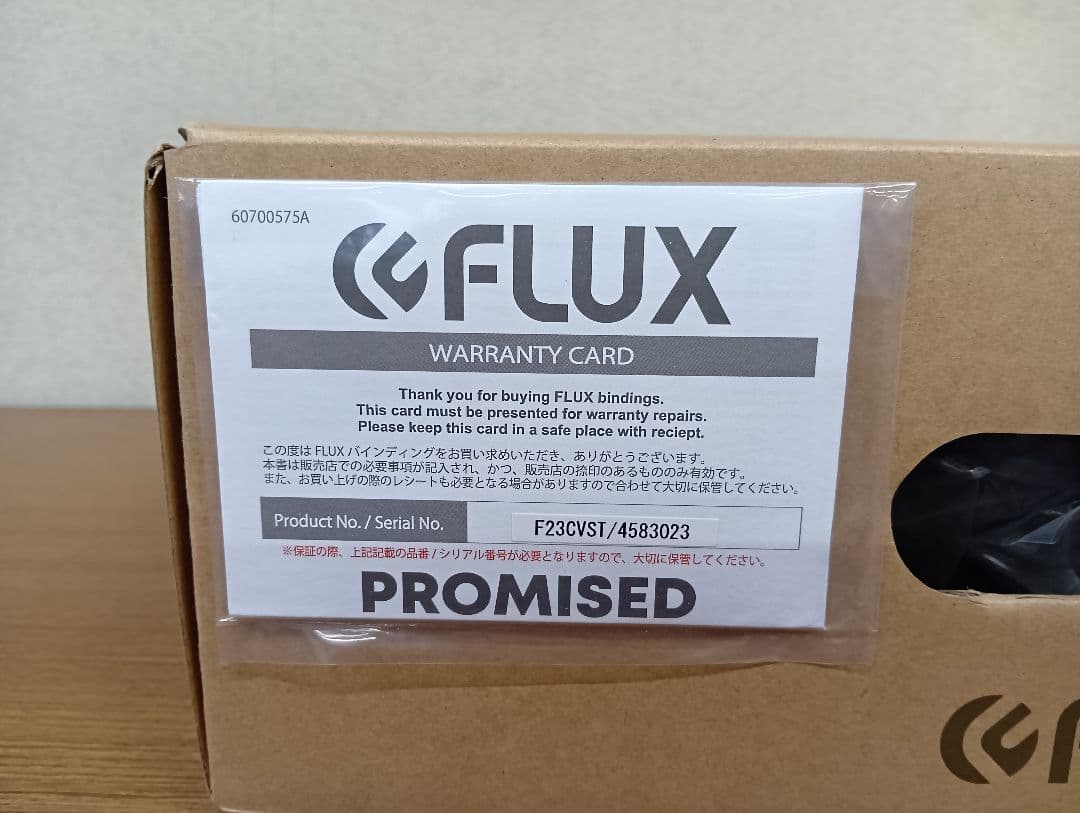 60700575A
FLUX
WARRANTY CARD
Thank you for buying FLUX bindings.
This card must be presented for warranty repairs.
Please keep this card in a safe place with reciept.
この度は FLUX バインディングをお買い求めいただき、ありがとうございます。
本書は販売店での必要事項が記入され、かつ、販売店の捺印のあるもののみ有効です。
また、お買い上げの際のレシートも必要となる場合がありますので合わせて大切に保管してください。
Product No. / Serial No.
F23CVST/4583023
※保証の際、上記記載の品番 / シリアル番号が必要となりますので、大切に保管してください。
PROMISED
F